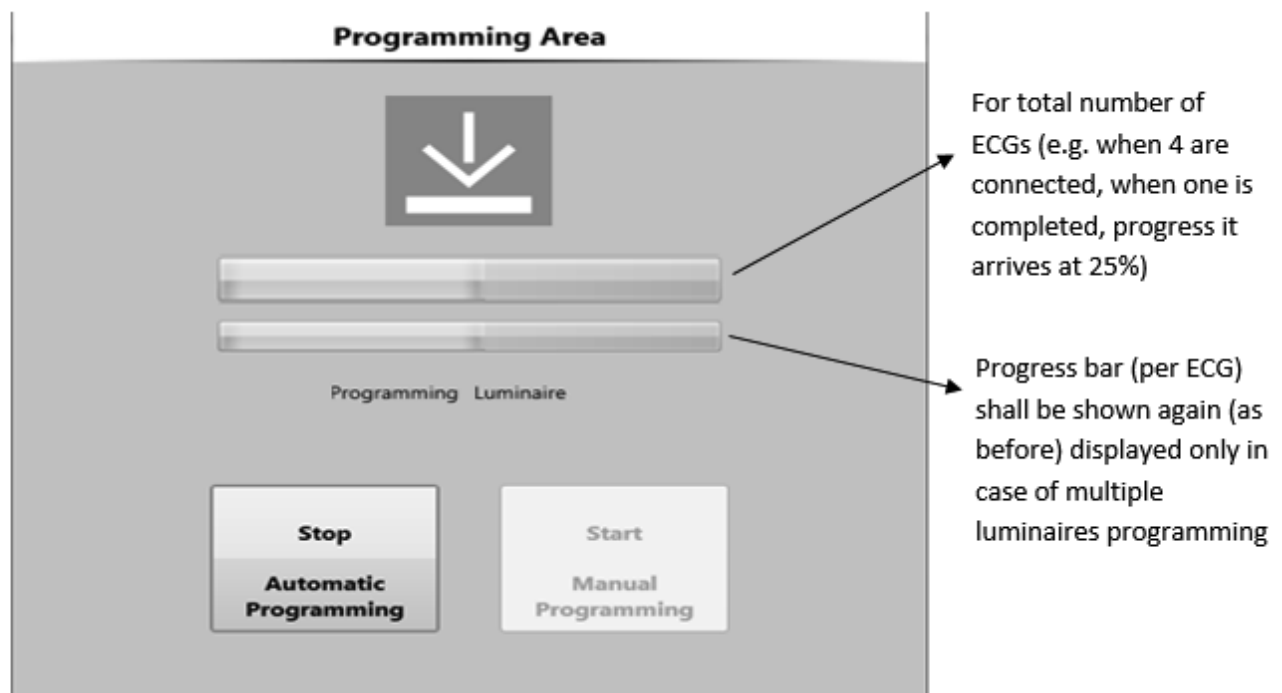 Programming Area
For total number of
ECGs (e.g. when 4 are
connected, when one is
completed, progress it
arrives at 25%)
Progress bar (per ECG)
shall be shown again (as
before) displayed only in
case of multiple
luminaires programming
Programming Luminaire
Stop
Automatic
Programming
Start
Manual
Programming